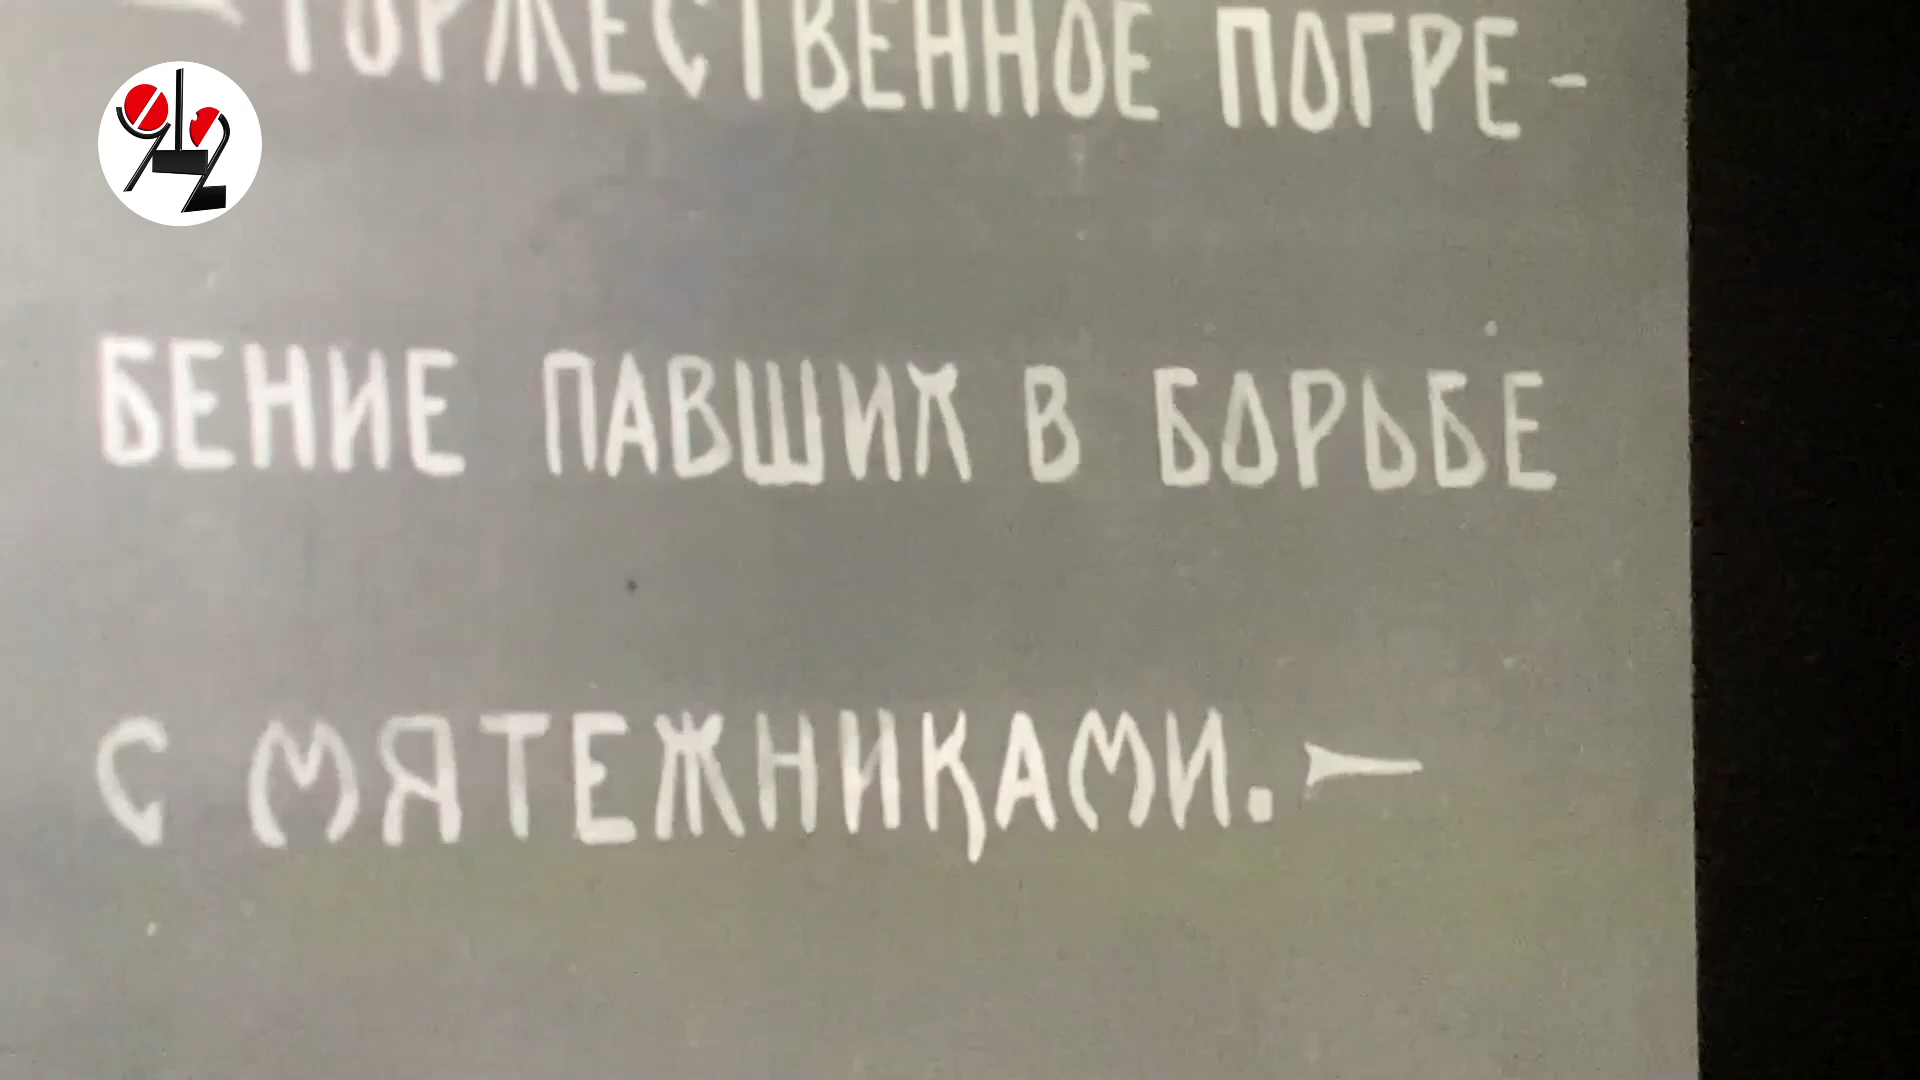 — ТОРЖЕСТВЕННОЕ ПОГРЕ-
БЕНИЕ ПАВШИХ В БОРЬБЕ
С МЯТЕЖНИКАМИ. —